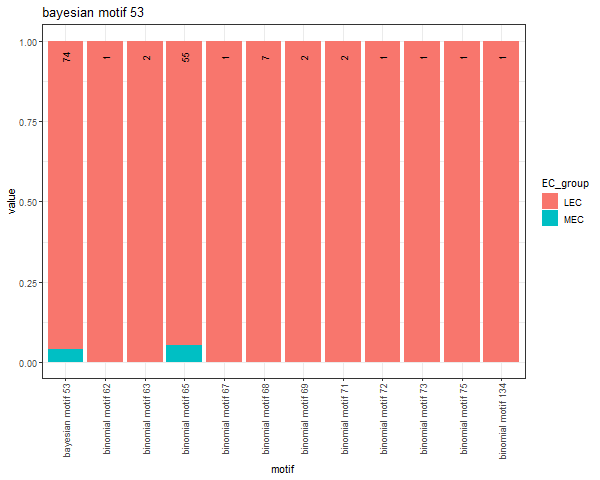 bayesian motif 53
1.00
0.75
0.50
0.25
0.00
value
74
1
2
55
1
7
2
2
1
1
1
1
bayesian motif 53
binomial motif 62
binomial motif 63
binomial motif 65
binomial motif 67
binomial motif 68
binomial motif 69
binomial motif 71
binomial motif 72
binomial motif 73
binomial motif 75
binomial motif 134
motif
EC_group
LEC
MEC